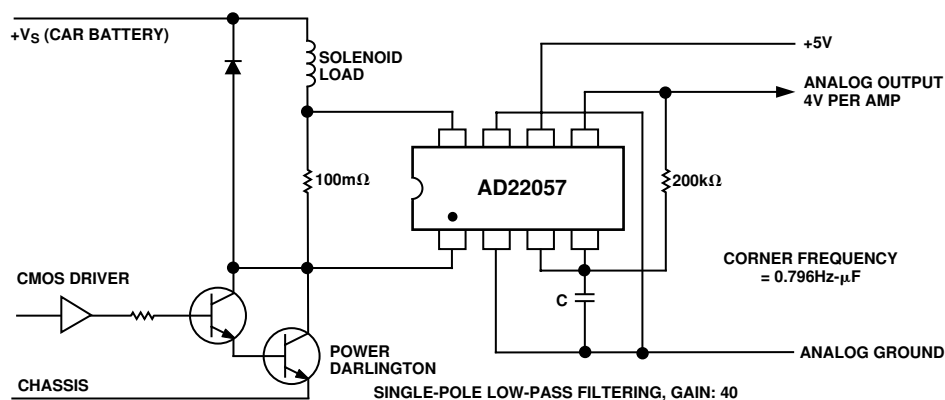 +VS (CAR BATTERY)
SOLENOID
LOAD
+5V
ANALOG OUTPUT
4V PER AMP
100mΩ
AD22057
200kΩ
CORNER FREQUENCY
= 0.796Hz-μF
CMOS DRIVER
C
POWER
DARLINGTON
ANALOG GROUND
CHASSIS
SINGLE-POLE LOW-PASS FILTERING, GAIN: 40